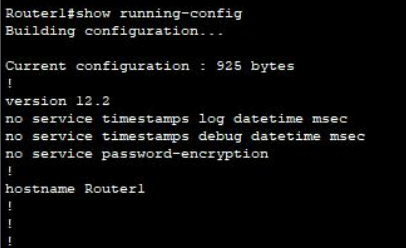 Router1#show running-config
Building configuration...
Current configuration : 925 bytes
!
version 12.2
no service timestamps log datetime msec
no service timestamps debug datetime msec
no service password-encryption
!
hostname Router1
!
!
!